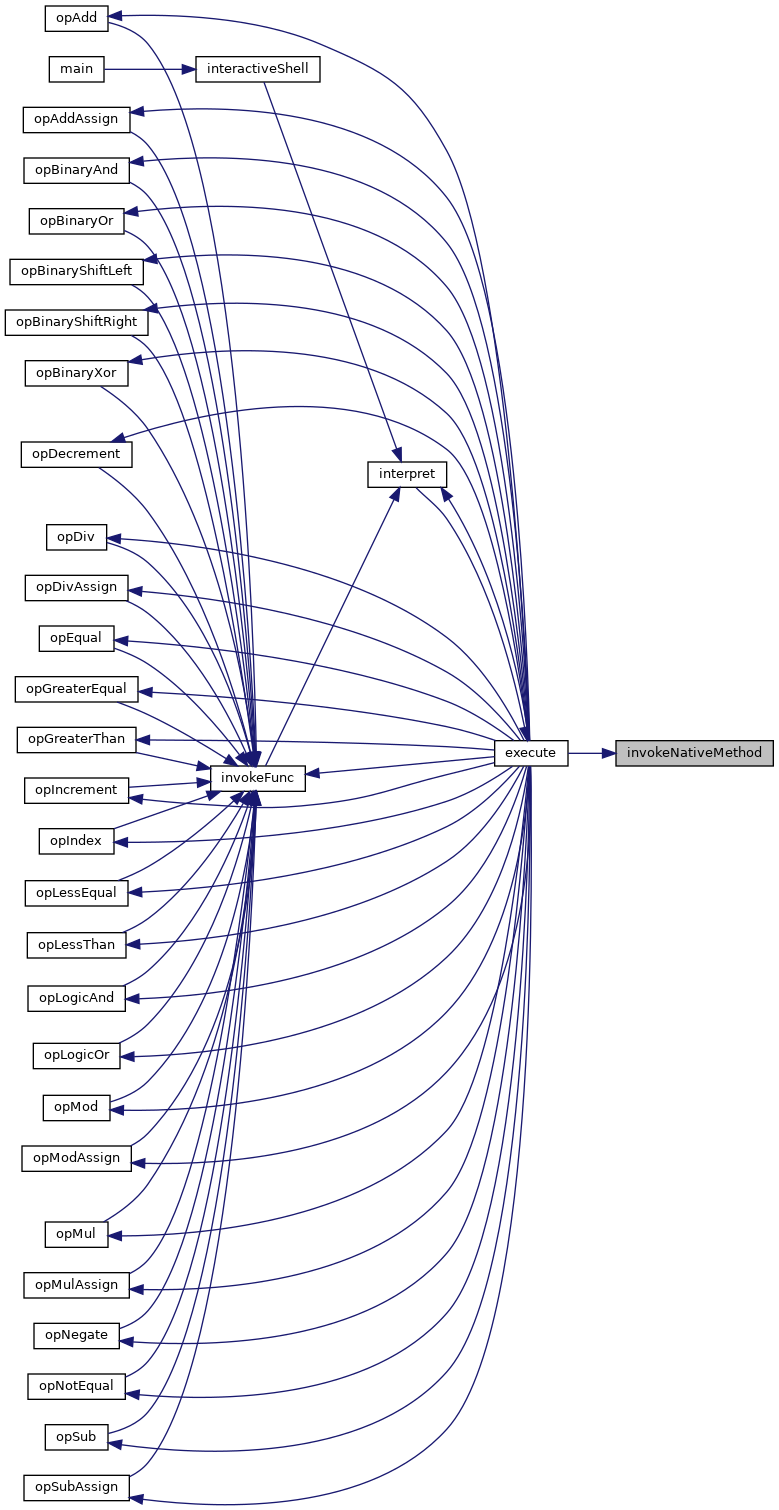 opAdd
main
interactiveShell
opAddAssign
opBinaryAnd
opBinaryOr
opBinaryShiftLeft
opBinaryShiftRight
opBinaryXor
opDecrement
interpret
opDiv
opDivAssign
opEqual
opGreaterEqual
opGreaterThan
execute
invokeNativeMethod
invokeFunc
opIncrement
opIndex
opLessEqual
opLessThan
opLogicAnd
opLogicOr
opMod
opModAssign
opMul
opMulAssign
opNegate
opNotEqual
opSub
opSubAssign